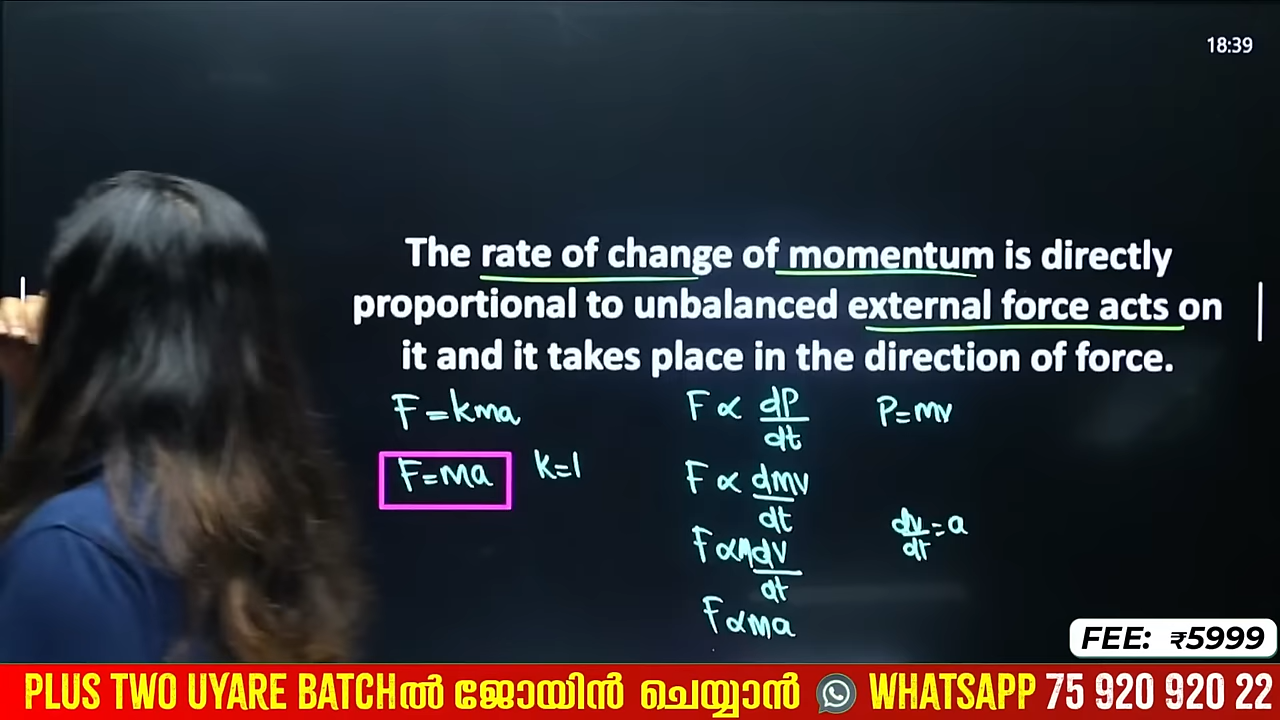 18:39
The rate of change of momentum is directly
proportional to unbalanced external force acts on
it and it takes place in the direction of force.
F = kma
F = ma
k=1
F ∝ dP/dt
P = mv
F ∝ dmv/dt
F ∝ m dv/dt
dv/dt = a
F ∝ ma
FEE: ₹5999
PLUS TWO UYARE BATCHൽ ജോയിൻ ചെയ്യാൻ WHATSAPP 75 920 920 22